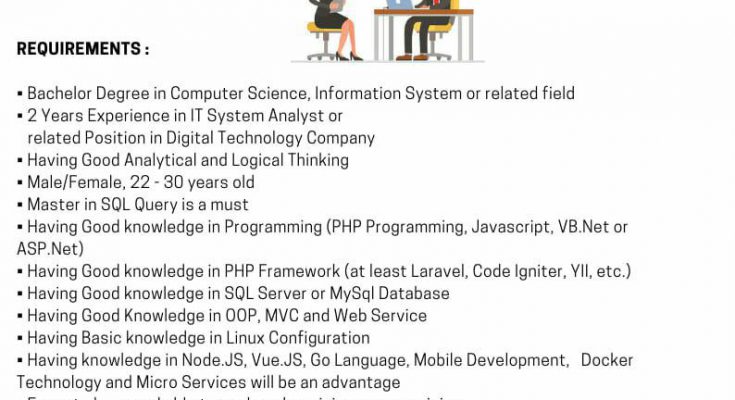 REQUIREMENTS :
▪ Bachelor Degree in Computer Science, Information System or related field
▪ 2 Years Experience in IT System Analyst or
related Position in Digital Technology Company
▪ Having Good Analytical and Logical Thinking
▪ Male/Female, 22 - 30 years old
▪ Master in SQL Query is a must
▪ Having Good knowledge in Programming (PHP Programming, Javascript, VB.Net or
ASP.Net)
▪ Having Good knowledge in PHP Framework (at least Laravel, Code Igniter, YII, etc.)
▪ Having Good knowledge in SQL Server or MySql Database
▪ Having Good Knowledge in OOP, MVC and Web Service
▪ Having Basic knowledge in Linux Configuration
▪ Having knowledge in Node.JS, Vue.JS, Go Language, Mobile Development, Docker
Technology and Micro Services will be an advantage